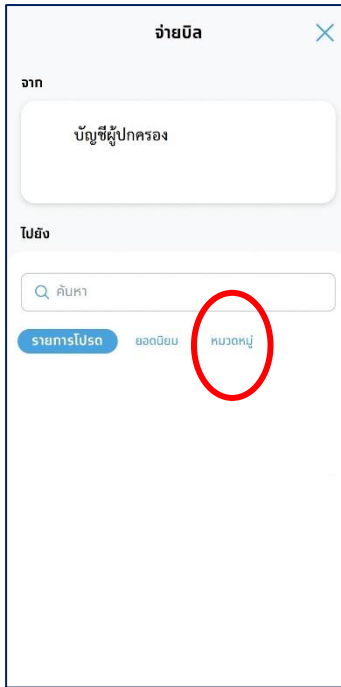 จ่ายบิล
จาก
บัญชีผู้ปกครอง
ไปยัง
ค้นหา
รายการโปรด ยอดนิยม หมวดหมู่